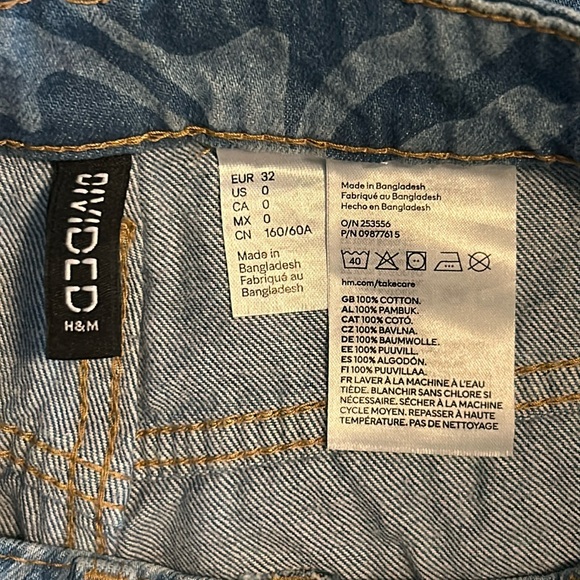 DIVIDED
H&M
EUR 32
US 0
CA 0
MX 0
CN 160/60A
Made in
Bangladesh
Fabriqué au
Bangladesh
Made in Bangladesh
Fabriqué au Bangladesh
Hecho en Bangladesh
O/N 253556
P/N 09877615
40
hm.com/takecare
GB 100% COTTON.
AL 100% PAMBUK.
CAT 100% COTÓ.
CZ 100% BAVLNA.
DE 100% BAUMWOLLE.
EE 100% PUUVILL.
ES 100% ALGODÓN.
FI 100% PUUVILLAA.
FR LAVER À LA MACHINE À L'EAU
TIÈDE. BLANCHIR SANS CHLORE SI
NÉCESSAIRE. SÉCHER À LA MACHINE
CYCLE MOYEN. REPASSER À HAUTE
TEMPÉRATURE. PAS DE NETTOYAGE